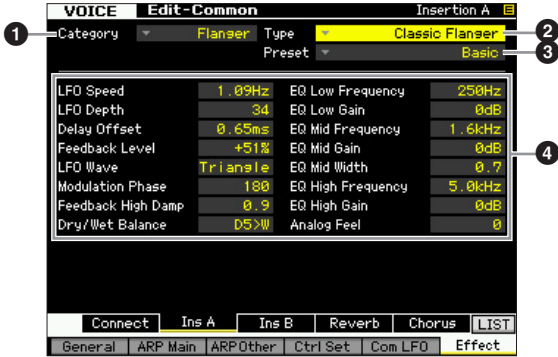 VOICE Edit-Common Insertion A E
1 Category Flanger Type Classic Flanger 2
Preset Basic 3
LFO Speed 1.09Hz EQ Low Frequency 250Hz
LFO Depth 34 EQ Low Gain 0dB
Delay Offset 0.65ms EQ Mid Frequency 1.6kHz
Feedback Level +51% EQ Mid Gain 0dB
LFO Wave Triangle EQ Mid Width 0.7
Modulation Phase 180 EQ High Frequency 5.0kHz
Feedback High Damp 0.9 EQ High Gain 0dB
Dry/Wet Balance D5>W Analog Feel 0
4
Connect Ins A Ins B Reverb Chorus LIST
General ARP Main ARP Other Ctrl Set Com LFO Effect